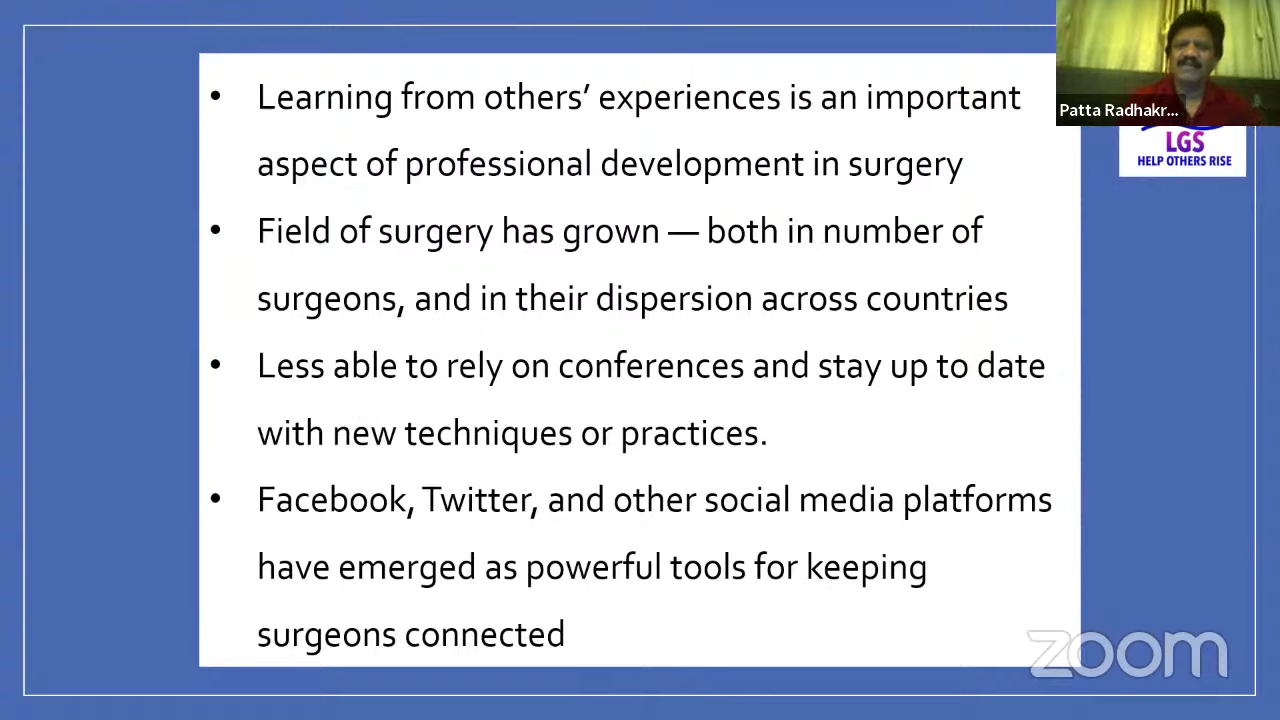 • Learning from others’ experiences is an important
aspect of professional development in surgery
• Field of surgery has grown — both in number of
surgeons, and in their dispersion across countries
• Less able to rely on conferences and stay up to date
with new techniques or practices.
• Facebook, Twitter, and other social media platforms
have emerged as powerful tools for keeping
surgeons connected
Patta Radhakr...
LGS
HELP OTHERS RISE
zoom